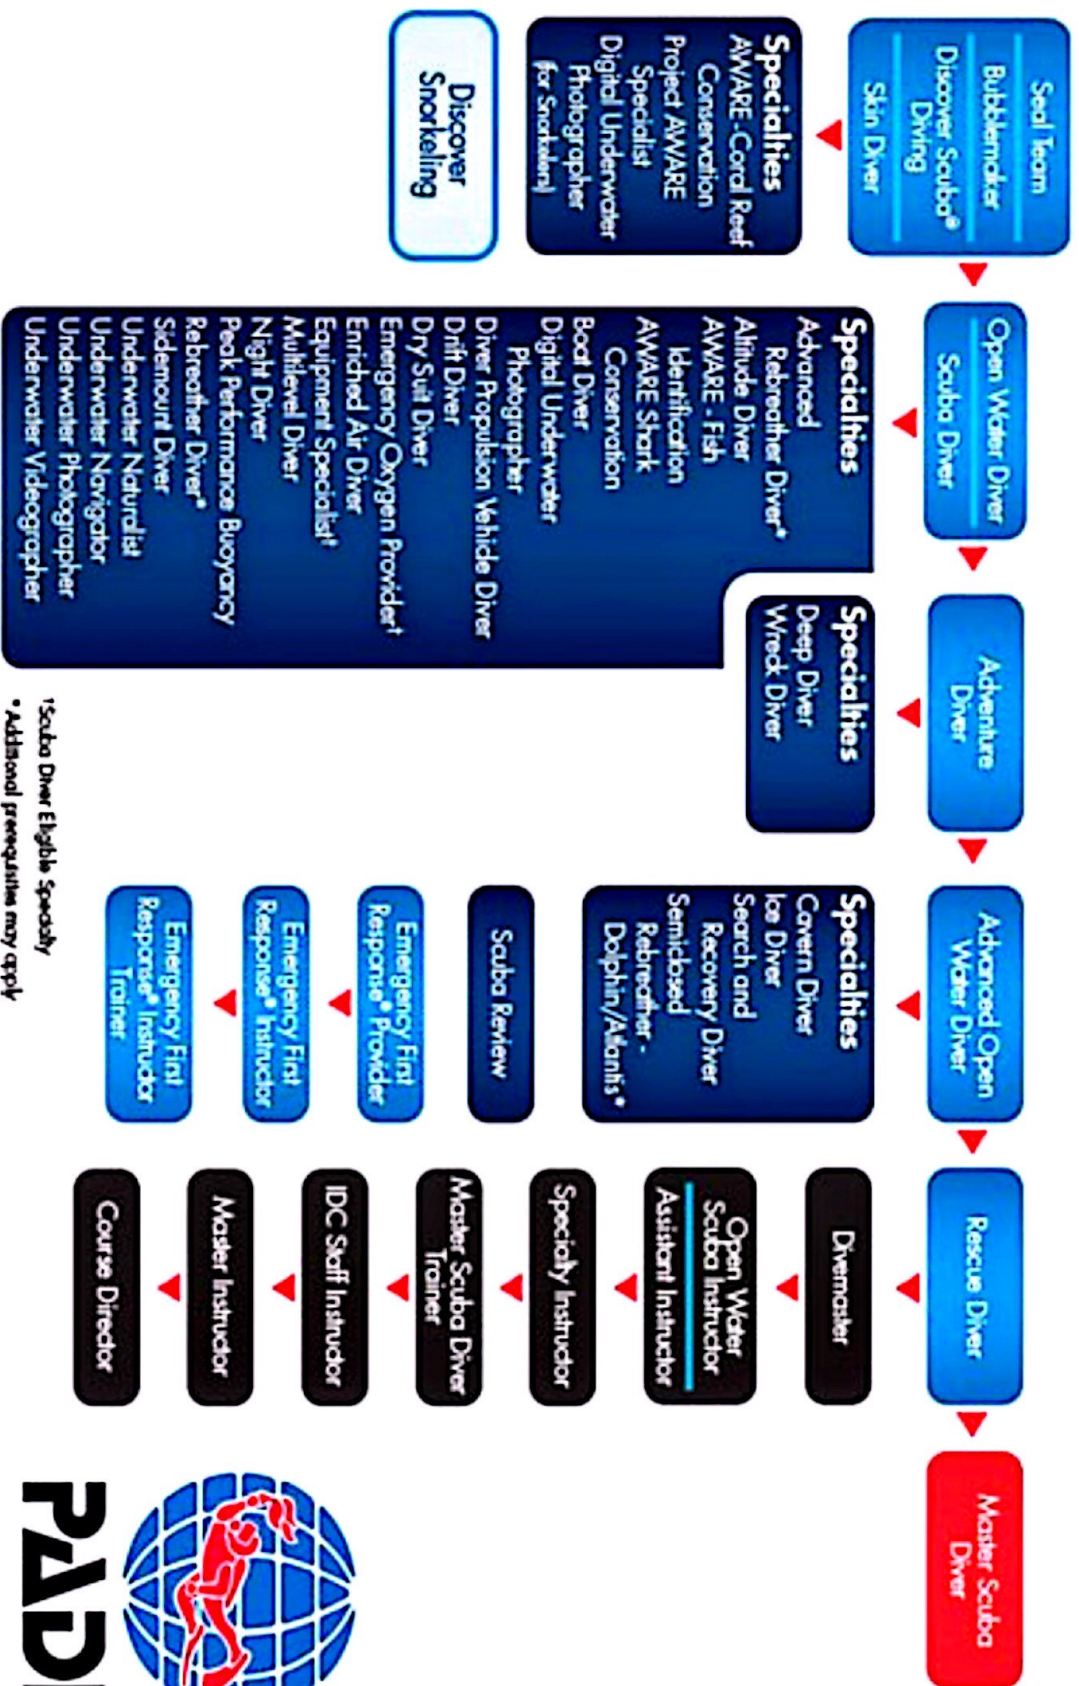 Seal Team
Bubblemaker
Discover Scuba®
Diving
Skin Diver
Specialties
AWARE - Coral Reef
Conservation
Project AWARE
Specialist
Digital Underwater
Photographer
(for Snorkelers)
Discover
Snorkeling
Open Water Diver
Scuba Diver
Specialties
Advanced
Rebreather Diver*
Altitude Diver
AWARE - Fish
Identification
AWARE Shark
Conservation
Boat Diver
Digital Underwater
Photographer
Diver Propulsion Vehicle Diver
Drift Diver
Dry Suit Diver
Emergency Oxygen Provider†
Enriched Air Diver
Equipment Specialist†
Multilevel Diver
Night Diver
Peak Performance Buoyancy
Rebreather Diver*
Sidemount Diver
Underwater Naturalist
Underwater Navigator
Underwater Photographer
Underwater Videographer
Adventure
Diver
Specialties
Deep Diver
Wreck Diver
†Scuba Diver Eligible Specialty
*Additional prerequisites may apply
Advanced Open
Water Diver
Specialties
Cavern Diver
Ice Diver
Search and
Recovery Diver
Semiclosed
Rebreather -
Dolphin/Atlantis*
Scuba Review
Emergency First
Response® Provider
Emergency First
Response® Instructor
Emergency First
Response® Instructor
Trainer
Rescue Diver
Divemaster
Open Water
Scuba Instructor
Assistant Instructor
Specialty Instructor
Master Scuba Diver
Trainer
IDC Staff Instructor
Master Instructor
Course Director
Master Scuba
Diver
PADI